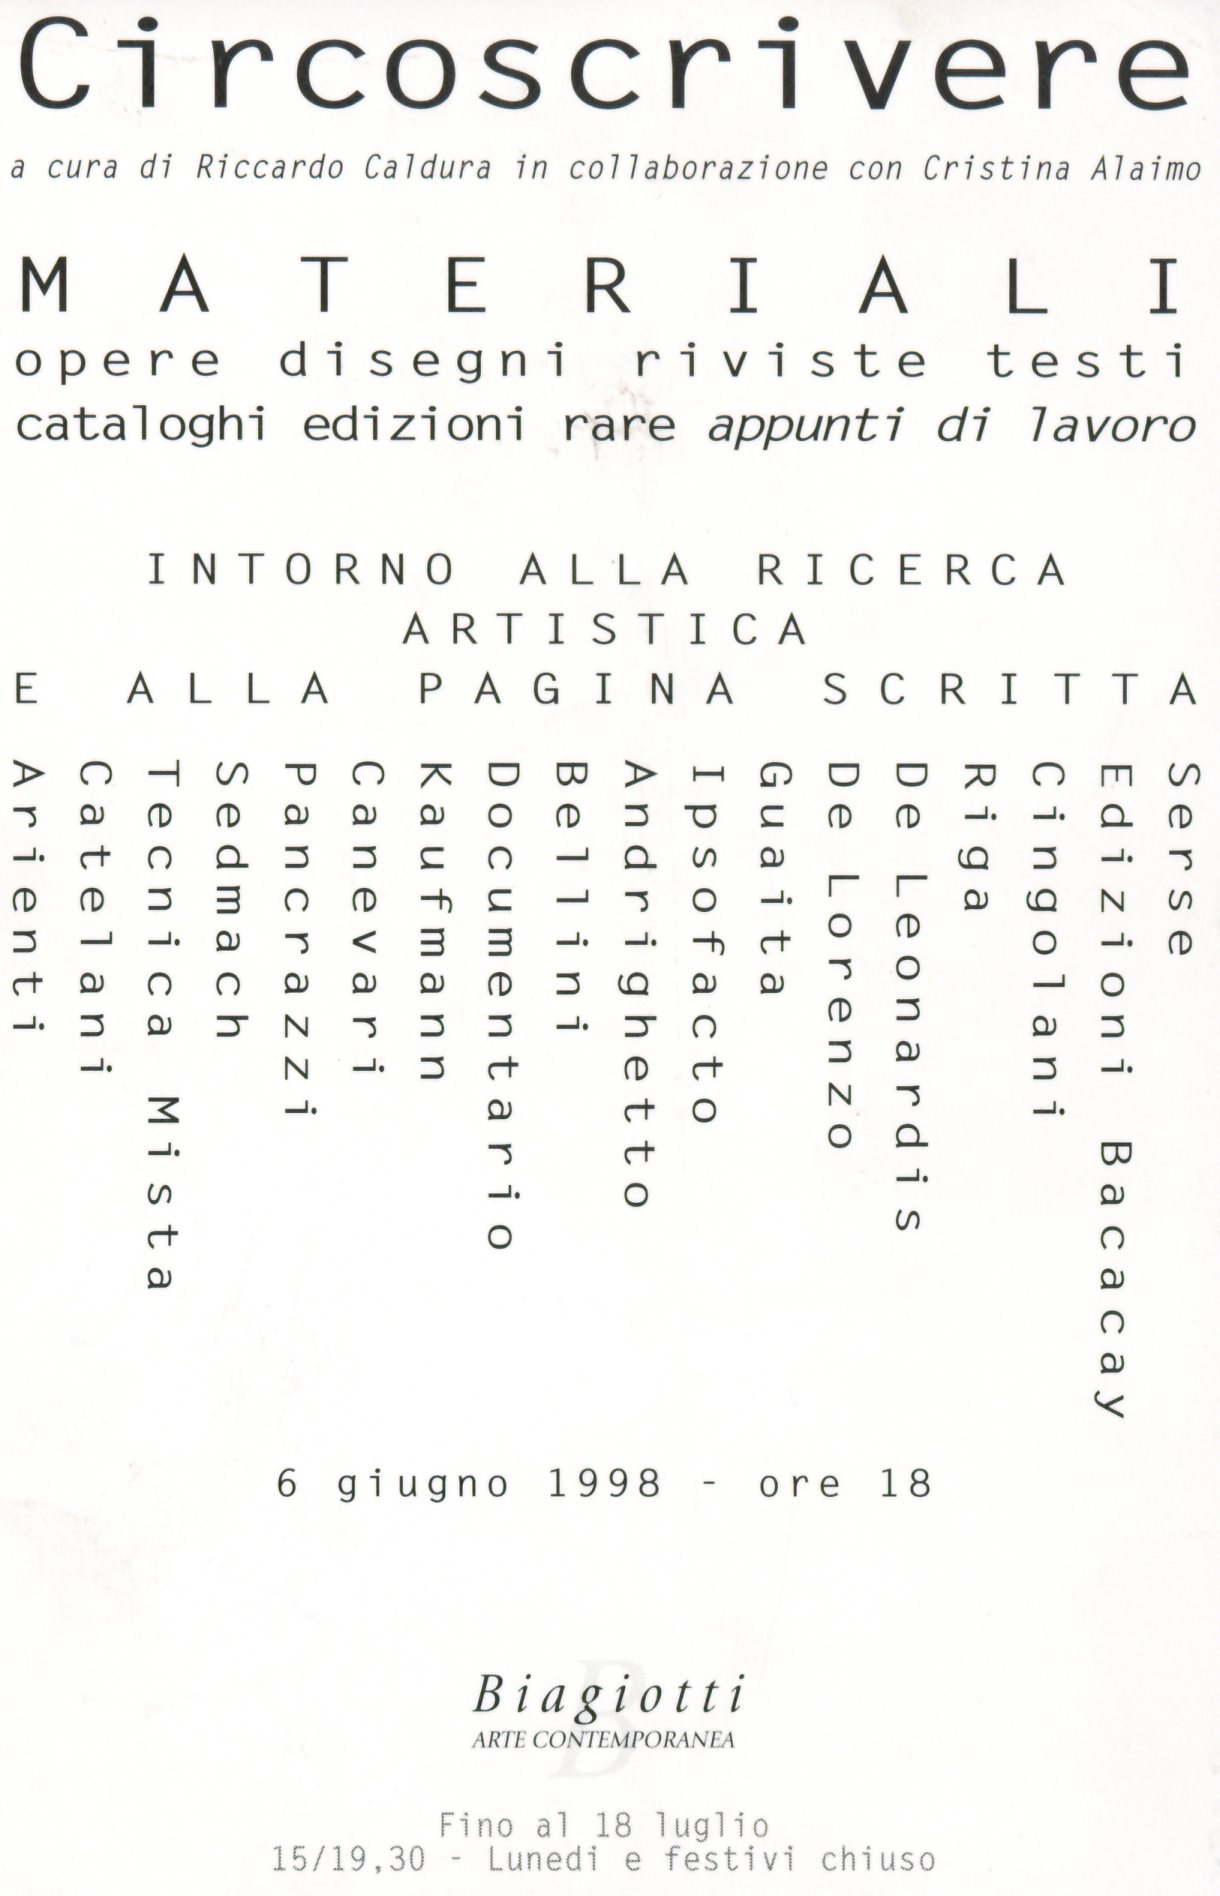 Circoscrivere
a cura di Riccardo Caldura in collaborazione con Cristina Alaimo
MATERIALI
opere disegni riviste testi
cataloghi edizioni rare appunti di lavoro
INTORNO ALLA RICERCA
ARTISTICA
E ALLA PAGINA SCRITTA
Arienti
Catelani
Tecnica Mista
Sedmach
Pancrazzi
Canevari
Kaufmann
Documentario
Bellini
Andrighetto
Ipsofacto
Guaita
De Lorenzo
De Leonardis
Riga
Cingolani
Edizioni Bacacay
Serse
6 giugno 1998 - ore 18
B
Biagiotti
ARTE CONTEMPORANEA
Fino al 18 luglio
15/19,30 - Lunedi e festivi chiuso